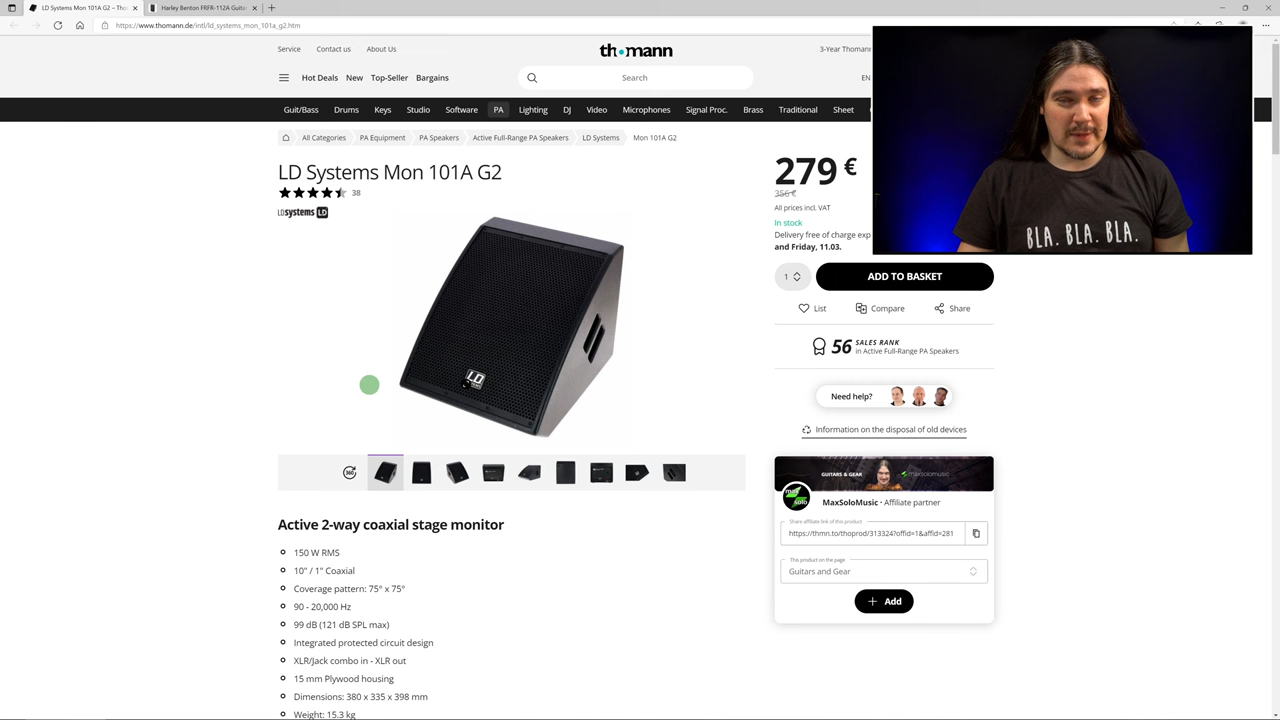 LD Systems Mon 101A G2 – Tho
Harley Benton FRFR-112A Guita
https://www.thomann.de/intl/ld_systems_mon_101a_g2.htm
Service
Contact us
About Us
th•mann
3-Year Thomann
Hot Deals
New
Top-Seller
Bargains
Search
EN
Guit/Bass
Drums
Keys
Studio
Software
PA
Lighting
DJ
Video
Microphones
Signal Proc.
Brass
Traditional
Sheet
All Categories
PA Equipment
PA Speakers
Active Full-Range PA Speakers
LD Systems
Mon 101A G2
LD Systems Mon 101A G2
38
LD systems LD
279 €
356 €
All prices incl. VAT
In stock
Delivery free of charge exp
and Friday, 11.03.
BLA. BLA. BLA.
1
ADD TO BASKET
List
Compare
Share
56 SALES RANK
in Active Full-Range PA Speakers
LD
Need help?
Information on the disposal of old devices
360°
GUITARS & GEAR
maxsolomusic
max solo
MaxSoloMusic • Affiliate partner
Share affiliate link of this product
https://thmn.to/thoprod/313324?offid=1&affid=281
This product on the page
Guitars and Gear
+ Add
Active 2-way coaxial stage monitor
150 W RMS
10" / 1" Coaxial
Coverage pattern: 75° x 75°
90 - 20,000 Hz
99 dB (121 dB SPL max)
Integrated protected circuit design
XLR/Jack combo in - XLR out
15 mm Plywood housing
Dimensions: 380 x 335 x 398 mm
Weight: 15.3 kg